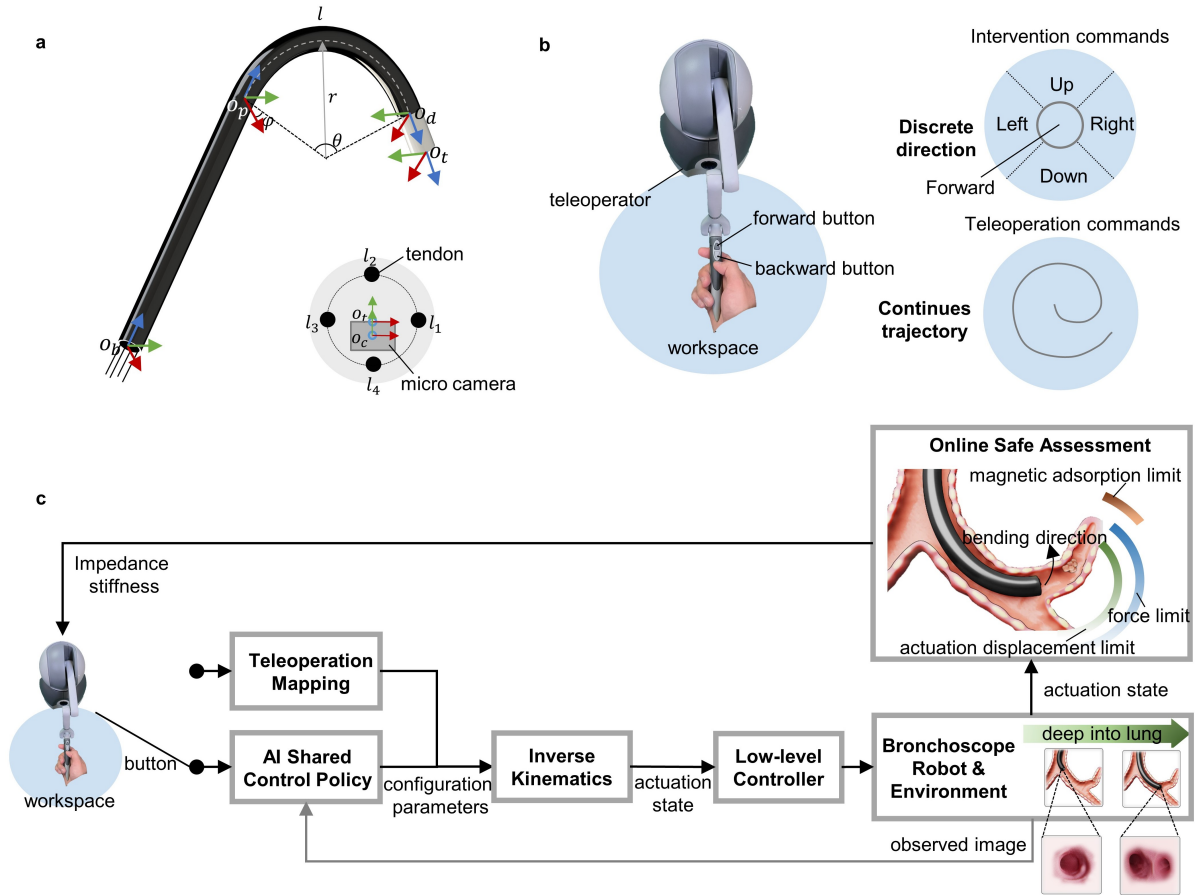 a
l
r
φ
θ
o_p
o_d
o_t
o_b
l_2
tendon
l_3
o_t
l_1
o_c
l_4
micro camera
b
teleoperator
forward button
backward button
workspace
Intervention commands
Up
Left
Right
Down
Discrete
direction
Forward
Teleoperation commands
Continues
trajectory
c
Online Safe Assessment
magnetic adsorption limit
bending direction
force limit
actuation displacement limit
Impedance
stiffness
actuation state
Teleoperation
Mapping
button
workspace
AI Shared
Control Policy
configuration
parameters
Inverse
Kinematics
actuation
state
Low-level
Controller
Bronchoscope
Robot &
Environment
deep into lung
observed image